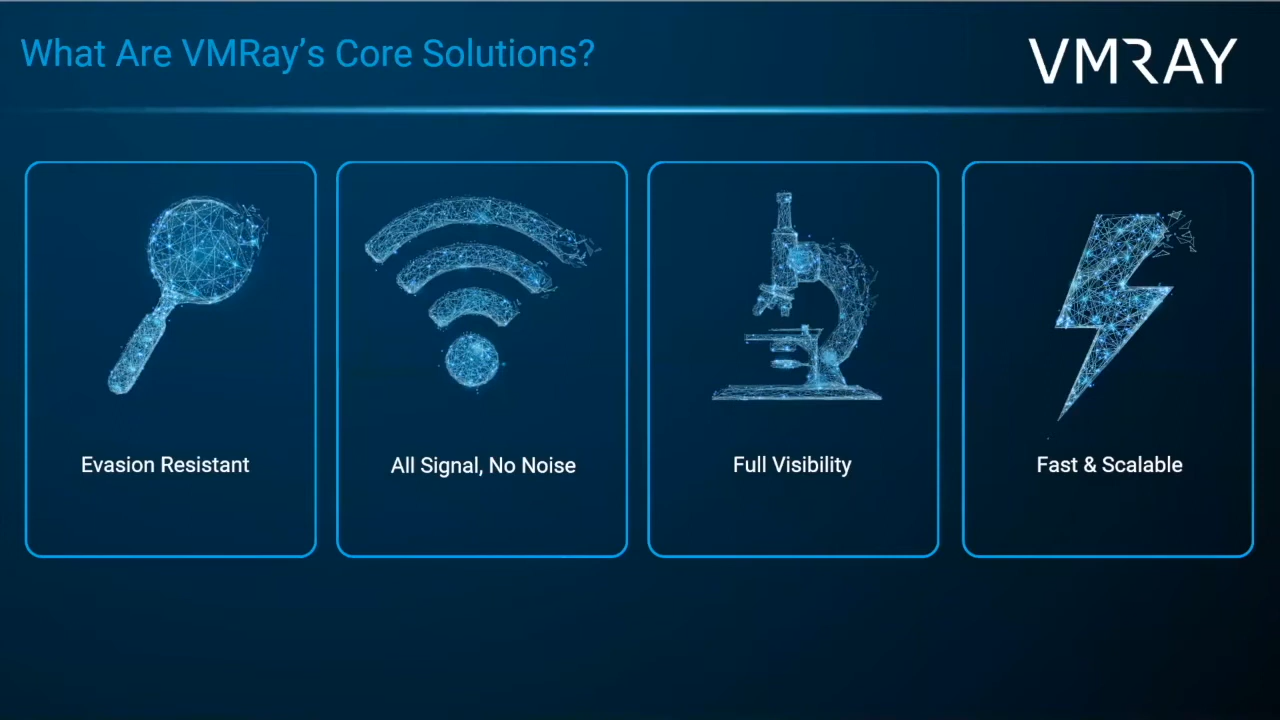 What Are VMRay’s Core Solutions?
VMRAY
Evasion Resistant
All Signal, No Noise
Full Visibility
Fast & Scalable